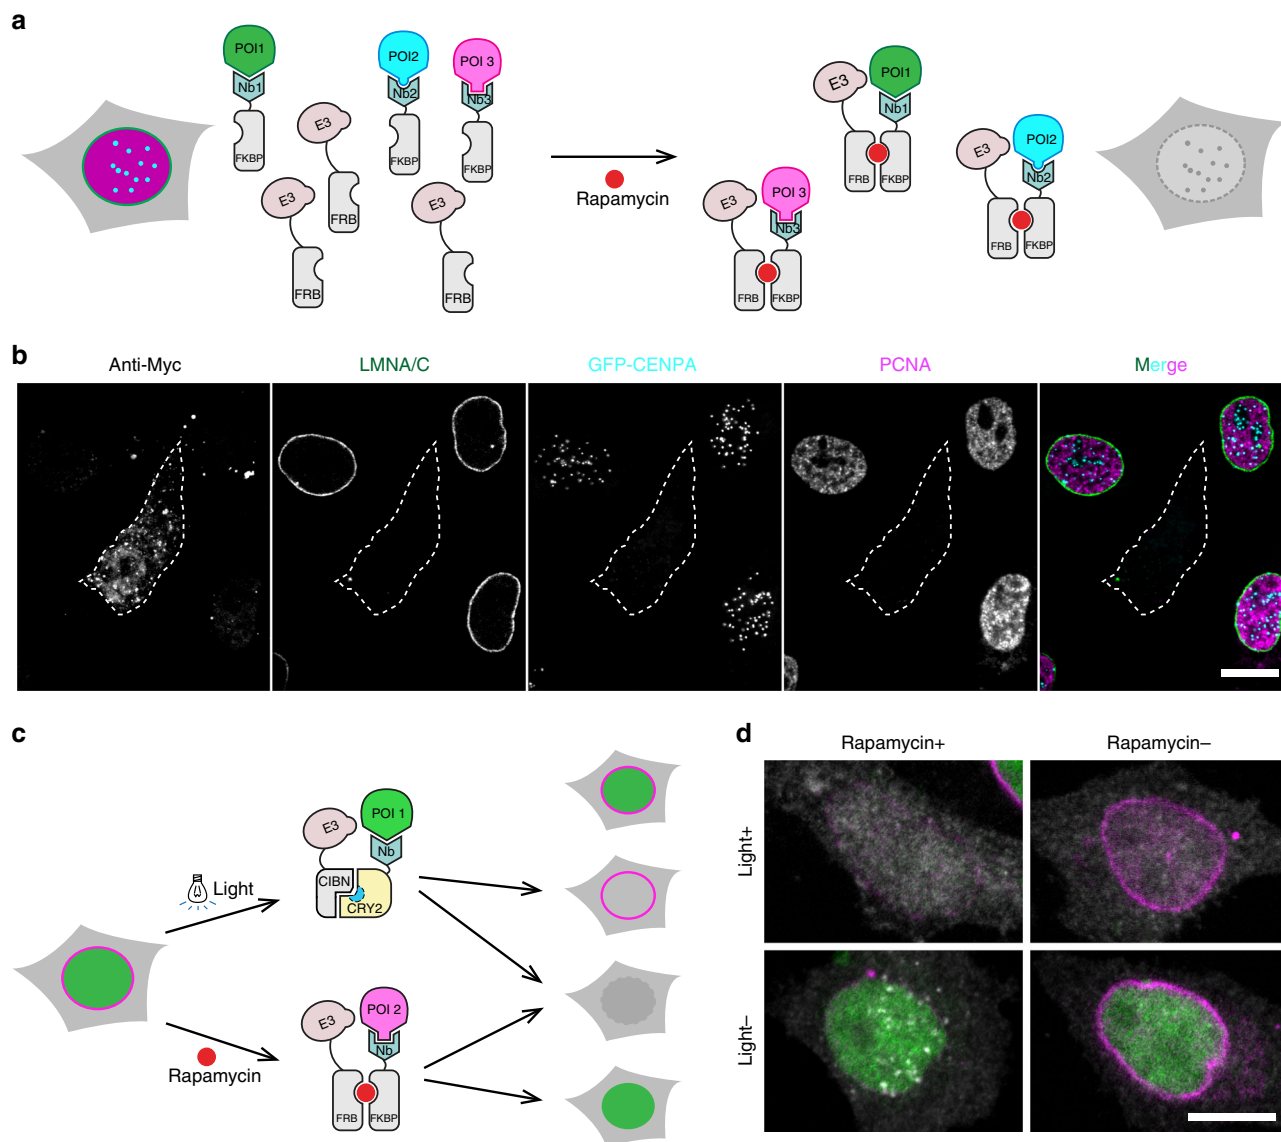 a
POI1
Nb1
FKBP
POI2
Nb2
FKBP
POI 3
Nb3
FKBP
E3
FRB
E3
FRB
E3
FRB
Rapamycin
E3
POI1
Nb1
FRB
FKBP
E3
POI 3
Nb3
FRB
FKBP
E3
POI2
Nb2
FRB
FKBP
b
Anti-Myc
LMNA/C
GFP-CENPA
PCNA
Merge
c
Light
E3
POI 1
Nb
CIBN
CRY2
Rapamycin
E3
POI 2
Nb
FRB
FKBP
d
Rapamycin+
Rapamycin–
Light+
Light–